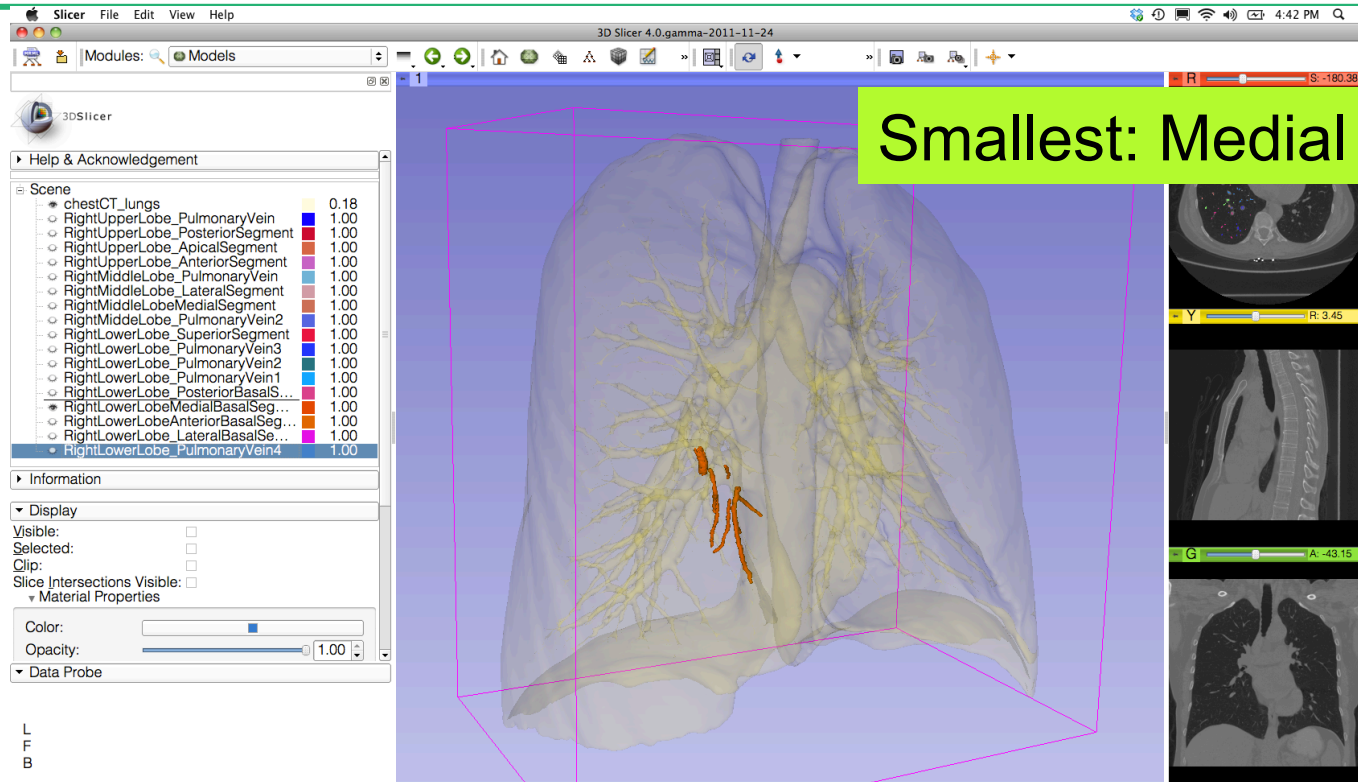 Slicer File Edit View Help 4:42 PM
3D Slicer 4.0.gamma-2011-11-24
Modules: Models
1
R S: -180.38
3DSlicer
Smallest: Medial
Help & Acknowledgement
Scene
chestCT_lungs 0.18
RightUpperLobe_PulmonaryVein 1.00
RightUpperLobe_PosteriorSegment 1.00
RightUpperLobe_ApicalSegment 1.00
RightUpperLobe_AnteriorSegment 1.00
RightMiddleLobe_PulmonaryVein 1.00
RightMiddleLobe_LateralSegment 1.00
RightMiddleLobeMedialSegment 1.00
RightMiddeLobe_PulmonaryVein2 1.00
RightLowerLobe_SuperiorSegment 1.00
RightLowerLobe_PulmonaryVein3 1.00
RightLowerLobe_PulmonaryVein2 1.00
RightLowerLobe_PulmonaryVein1 1.00
RightLowerLobe_PosteriorBasalS... 1.00
RightLowerLobeMedialBasalSeg... 1.00
RightLowerLobeAnteriorBasalSeg... 1.00
RightLowerLobe_LateralBasalSe... 1.00
RightLowerLobe_PulmonaryVein4 1.00
Y R: 3.45
Information
Display
Visible:
Selected:
Clip:
Slice Intersections Visible:
Material Properties
Color:
Opacity: 1.00
Data Probe
G A: -43.15
L
F
B